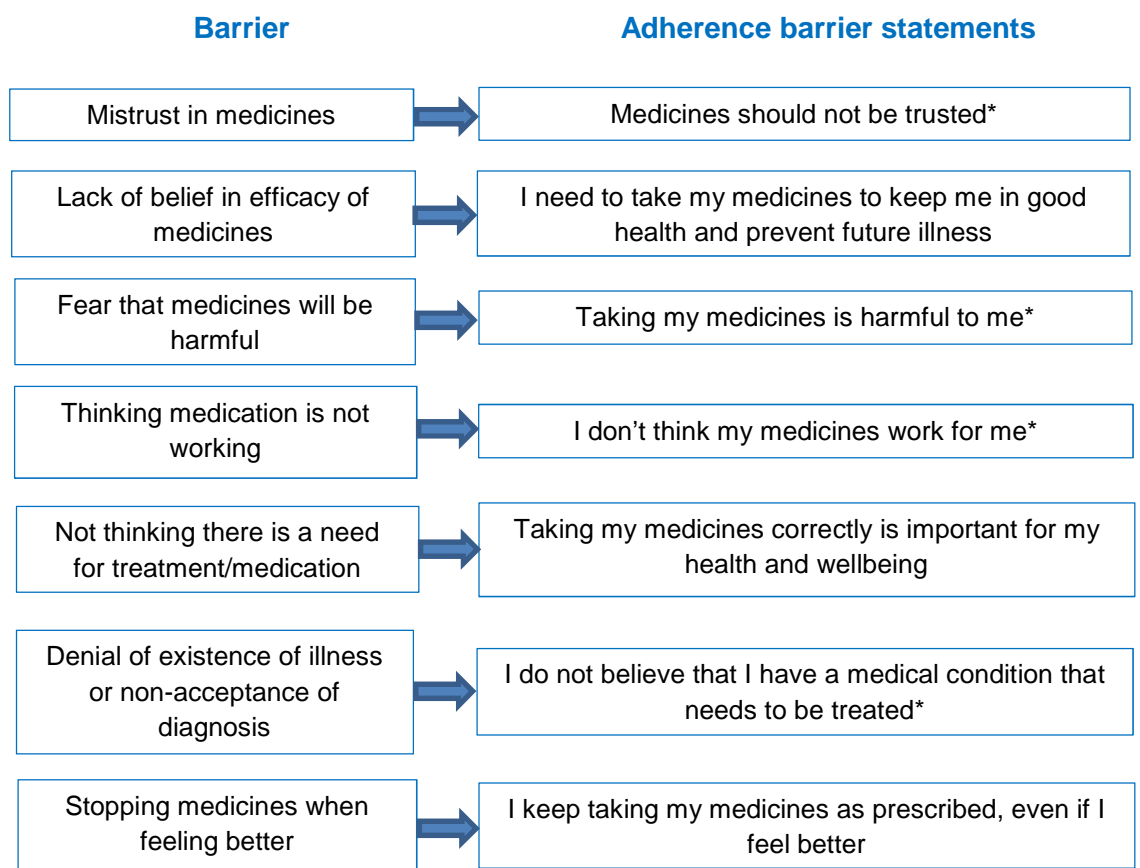 Barrier
Adherence barrier statements
Mistrust in medicines
Medicines should not be trusted*
Lack of belief in efficacy of
medicines
I need to take my medicines to keep me in good
health and prevent future illness
Fear that medicines will be
harmful
Taking my medicines is harmful to me*
Thinking medication is not
working
I don’t think my medicines work for me*
Not thinking there is a need
for treatment/medication
Taking my medicines correctly is important for my
health and wellbeing
Denial of existence of illness
or non-acceptance of
diagnosis
I do not believe that I have a medical condition that
needs to be treated*
Stopping medicines when
feeling better
I keep taking my medicines as prescribed, even if I
feel better